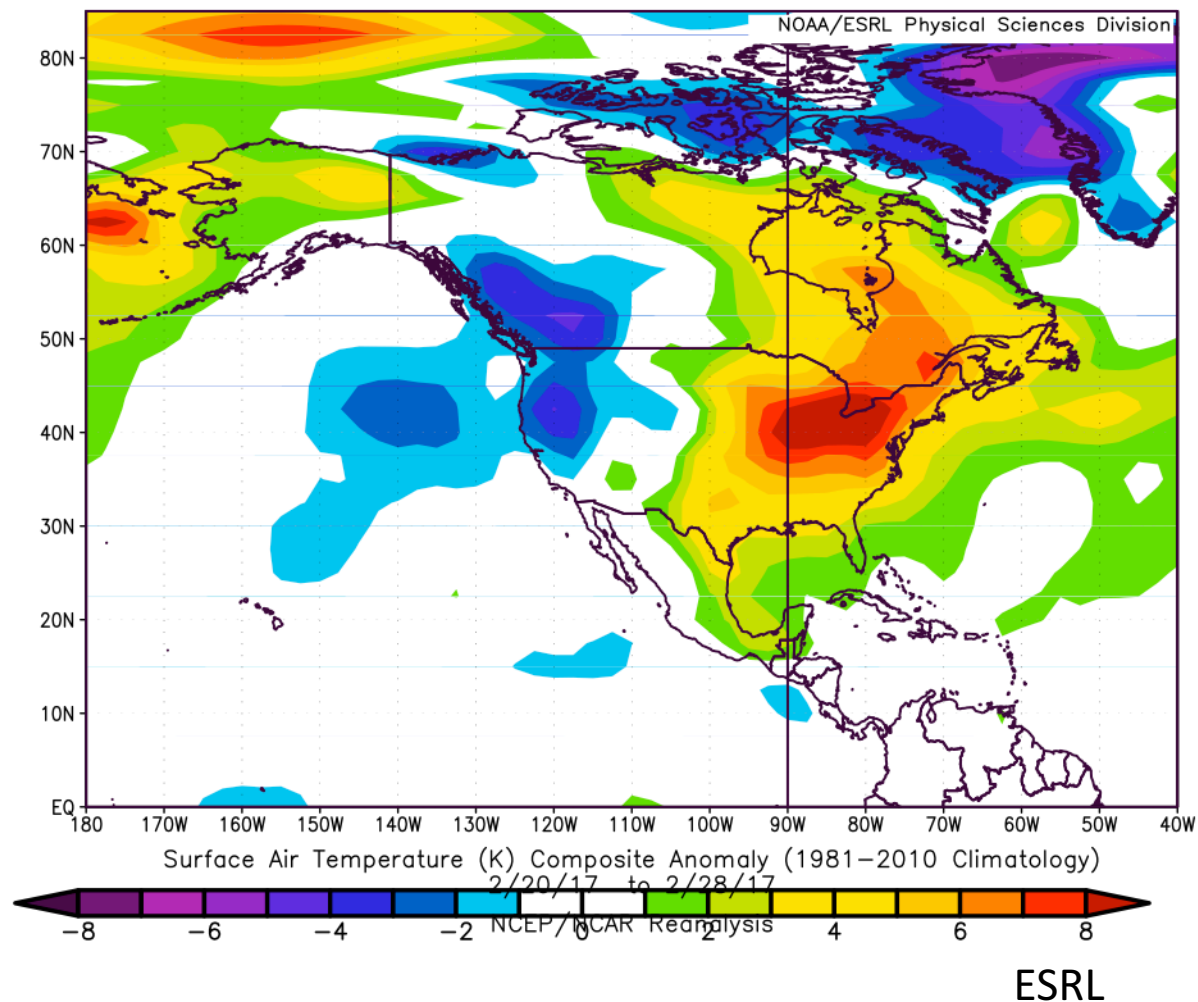 NOAA/ESRL Physical Sciences Division
80N
70N
60N
50N
40N
30N
20N
10N
EQ
180 170W 160W 150W 140W 130W 120W 110W 100W 90W 80W 70W 60W 50W 40W
Surface Air Temperature (K) Composite Anomaly (1981-2010 Climatology)
2/20/17 to 2/28/17
-8 -6 -4 -2 0 2 4 6 8
NCEP/NCAR Reanalysis
ESRL